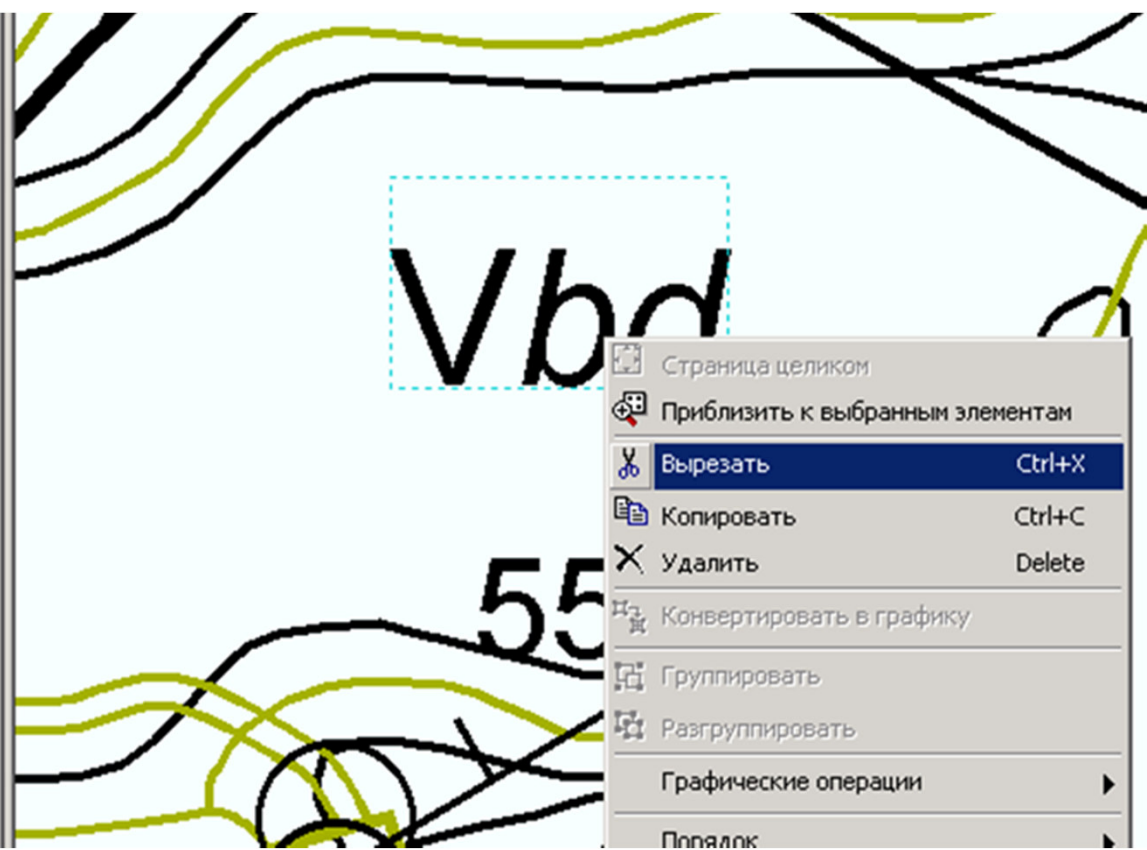 Vbd
Страница целиком
Приблизить к выбранным элементам
Вырезать Ctrl+X
Копировать Ctrl+C
Удалить Delete
55
Конвертировать в графику
Группировать
Разгруппировать
Графические операции
Порядок